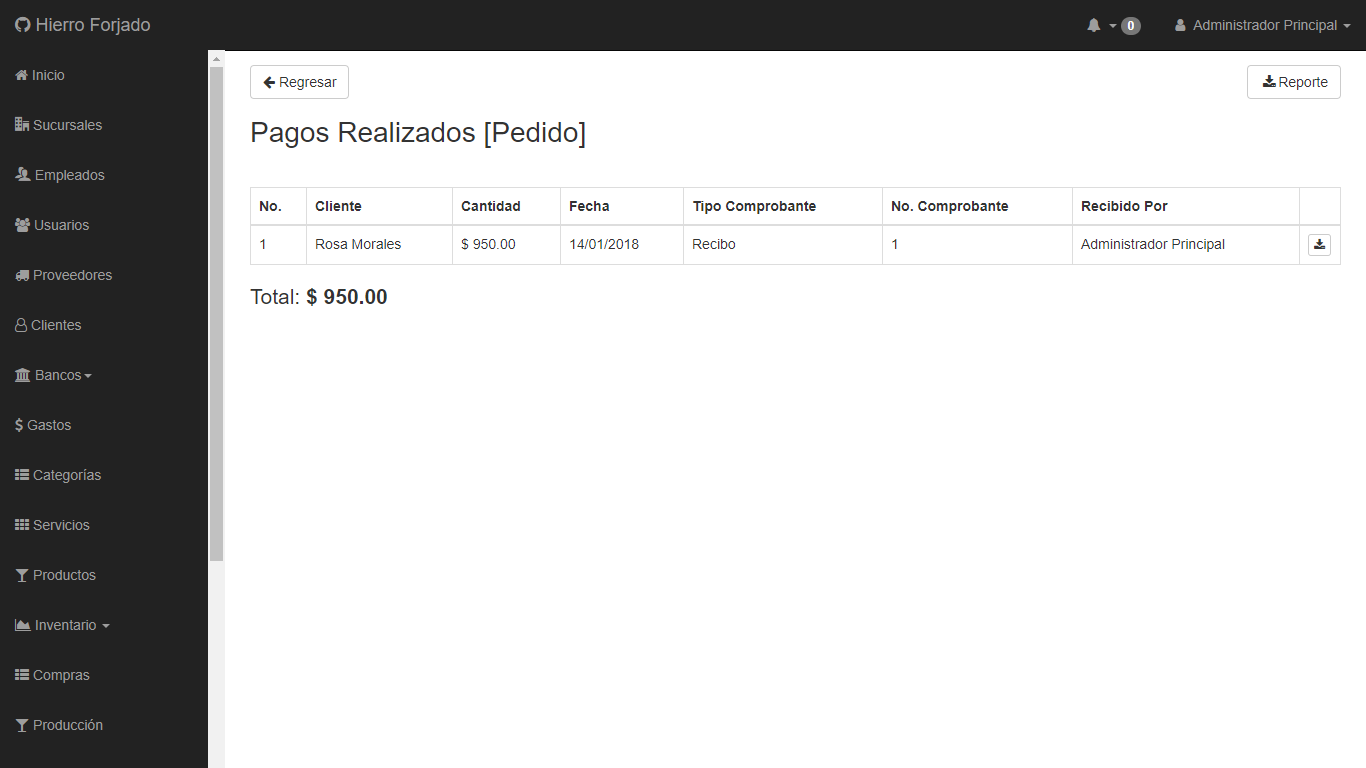 Hierro Forjado
0
Administrador Principal
Inicio
Sucursales
Empleados
Usuarios
Proveedores
Clientes
Bancos
$ Gastos
Categorías
Servicios
Productos
Inventario
Compras
Producción
Regresar
Reporte
Pagos Realizados [Pedido]
No. Cliente Cantidad Fecha Tipo Comprobante No. Comprobante Recibido Por
1 Rosa Morales $ 950.00 14/01/2018 Recibo 1 Administrador Principal
Total: $ 950.00